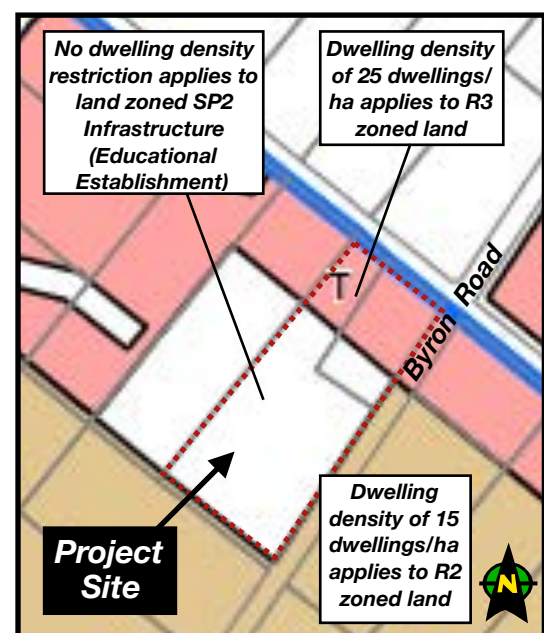 No dwelling density
restriction applies to
land zoned SP2
Infrastructure
(Educational
Establishment)
Dwelling density
of 25 dwellings/
ha applies to R3
zoned land
T
Byron Road
Project
Site
Dwelling
density of 15
dwellings/ha
applies to R2
zoned land
N